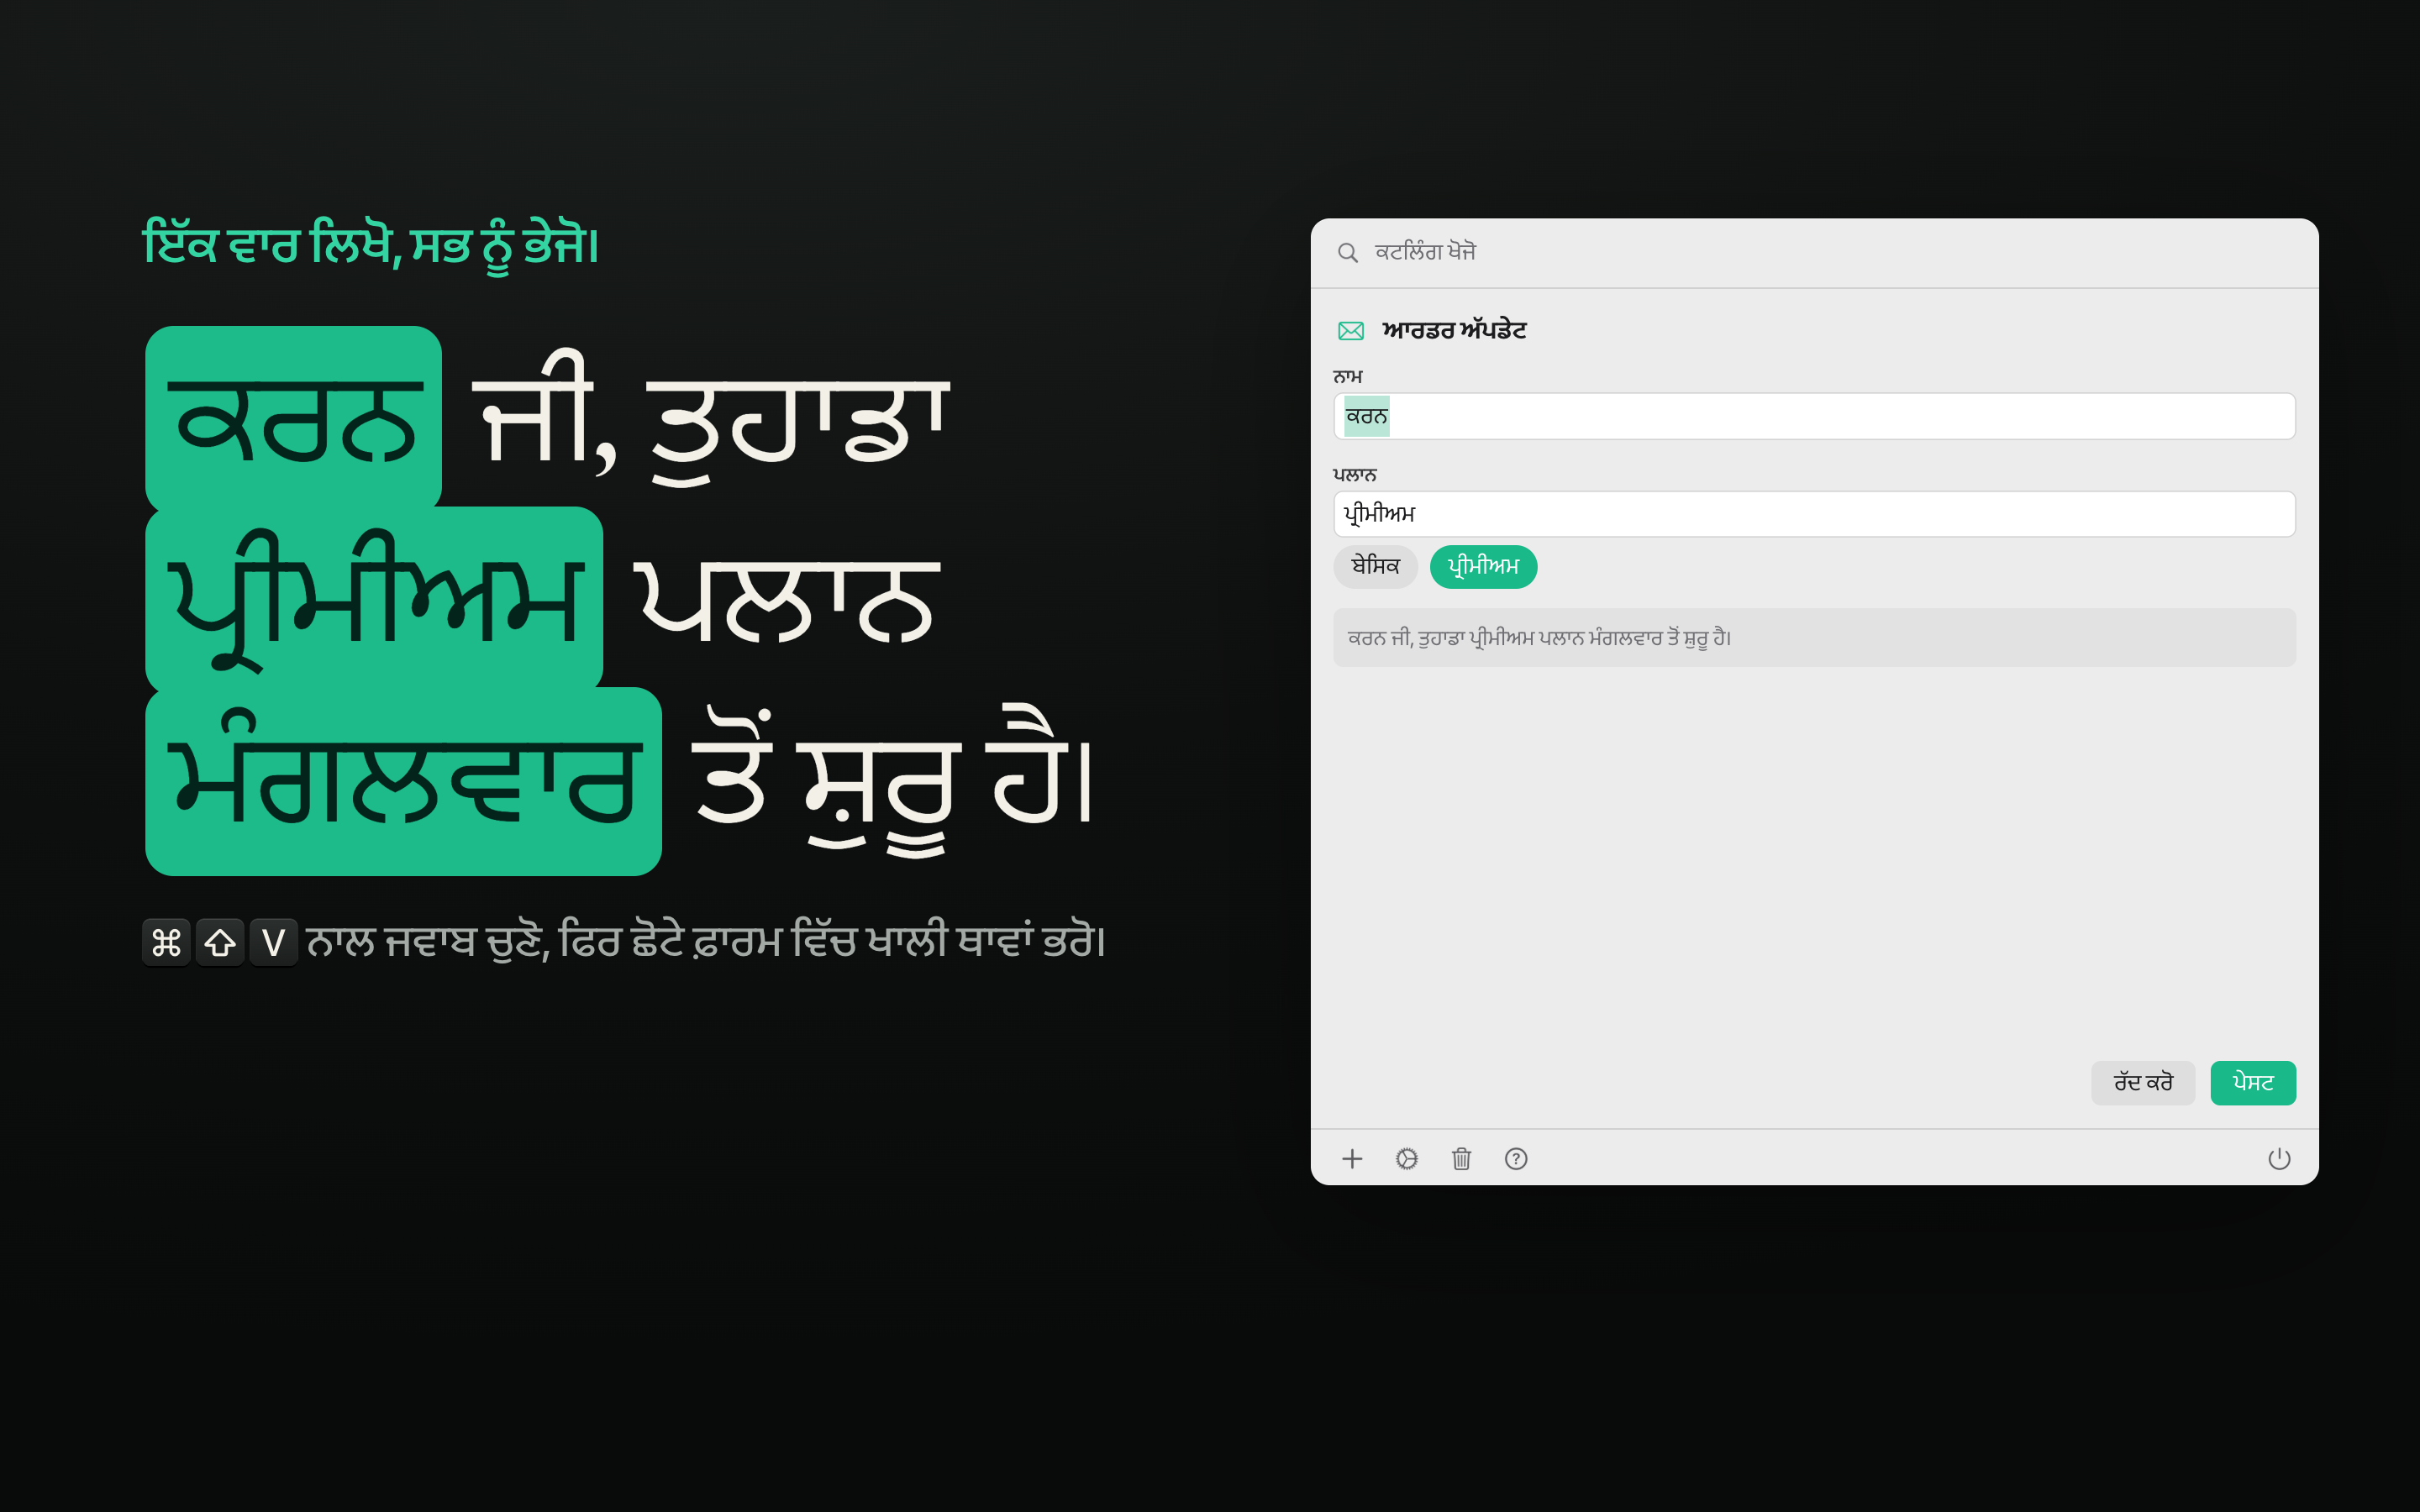 ਇੱਕ ਵਾਰ ਲਿਖੋ, ਸਭ ਨੂੰ ਭੇਜੋ।
ਕਰਨ ਜੀ, ਤੁਹਾਡਾ
ਪ੍ਰੀਮੀਅਮ ਪਲਾਨ
ਮੰਗਲਵਾਰ ਤੋਂ ਸ਼ੁਰੂ ਹੈ।
⌘ ⇧ V ਨਾਲ ਜਵਾਬ ਚੁਣੋ, ਫਿਰ ਛੋਟੇ ਫ਼ਾਰਮ ਵਿੱਚ ਖਾਲੀ ਥਾਵਾਂ ਭਰੋ।
ਕਟਲਿੰਗ ਖੋਜੋ
ਆਰਡਰ ਅੱਪਡੇਟ
ਨਾਮ
ਕਰਨ
ਪਲਾਨ
ਪ੍ਰੀਮੀਅਮ
ਬੇਸਿਕ ਪ੍ਰੀਮੀਅਮ
ਕਰਨ ਜੀ, ਤੁਹਾਡਾ ਪ੍ਰੀਮੀਅਮ ਪਲਾਨ ਮੰਗਲਵਾਰ ਤੋਂ ਸ਼ੁਰੂ ਹੈ।
ਰੱਦ ਕਰੋ ਪੇਸਟ